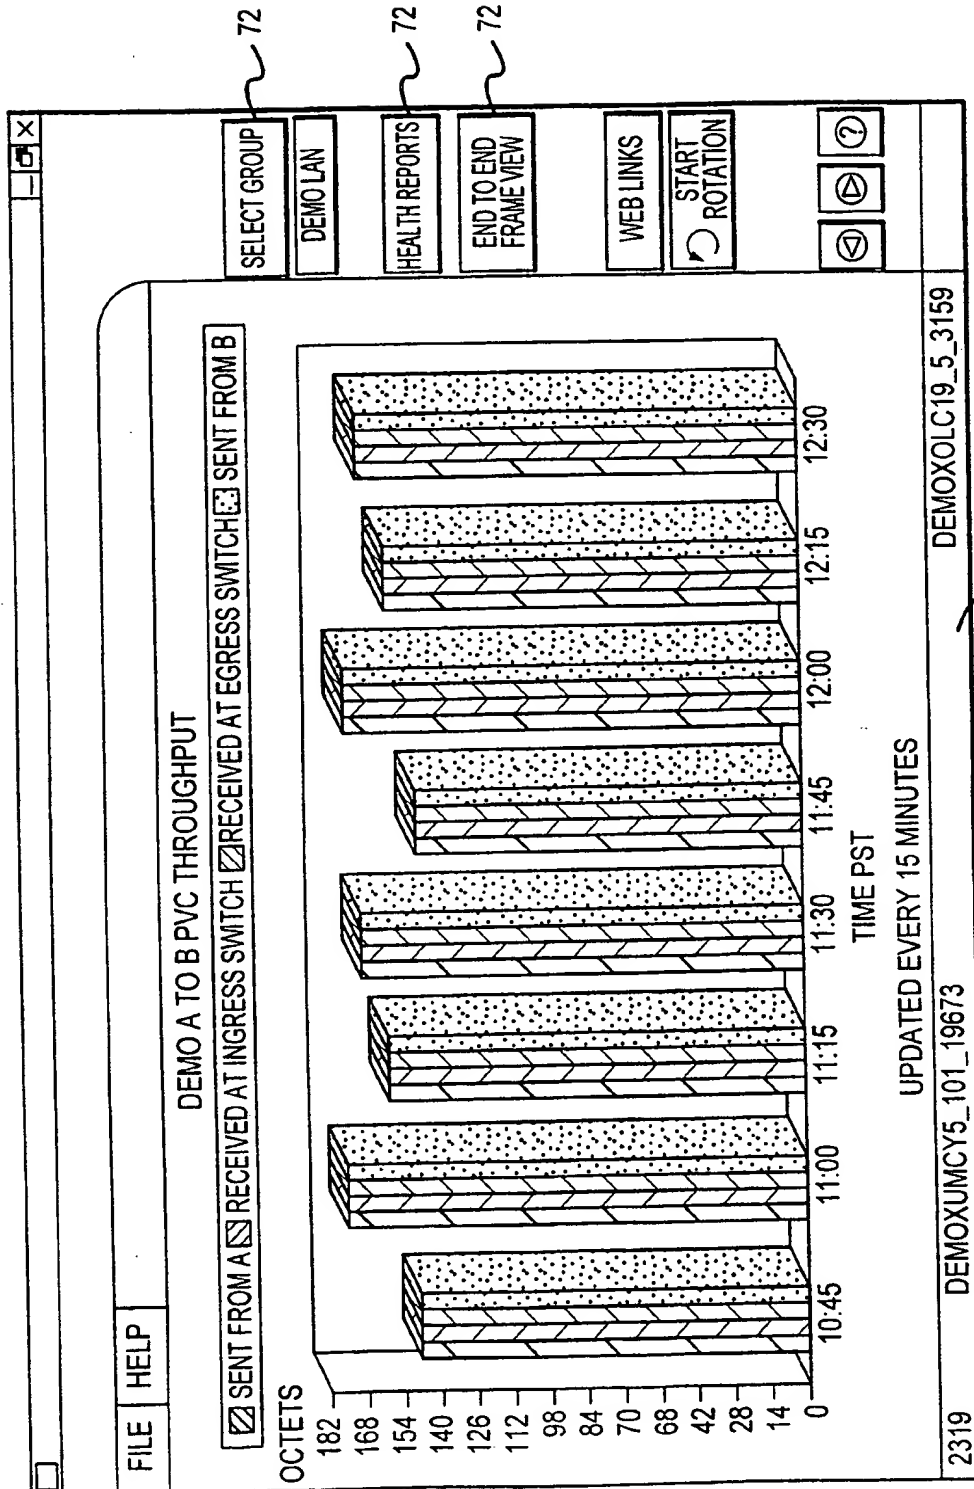 FILE HELP
DEMO A TO B PVC THROUGHPUT
SENT FROM A RECEIVED AT INGRESS SWITCH RECEIVED AT EGRESS SWITCH SENT FROM B
OCTETS
182
168
154
140
126
112
98
84
70
68
42
28
14
0
10:45 11:00 11:15 11:30 11:45 12:00 12:15 12:30
TIME PST
UPDATED EVERY 15 MINUTES
2319 DEMOXUMCY5_101_19673 DEMOXOLC19_5_3159
SELECT GROUP
72
DEMO LAN
HEALTH REPORTS
72
END TO END
FRAME VIEW
72
WEB LINKS
START
ROTATION
?